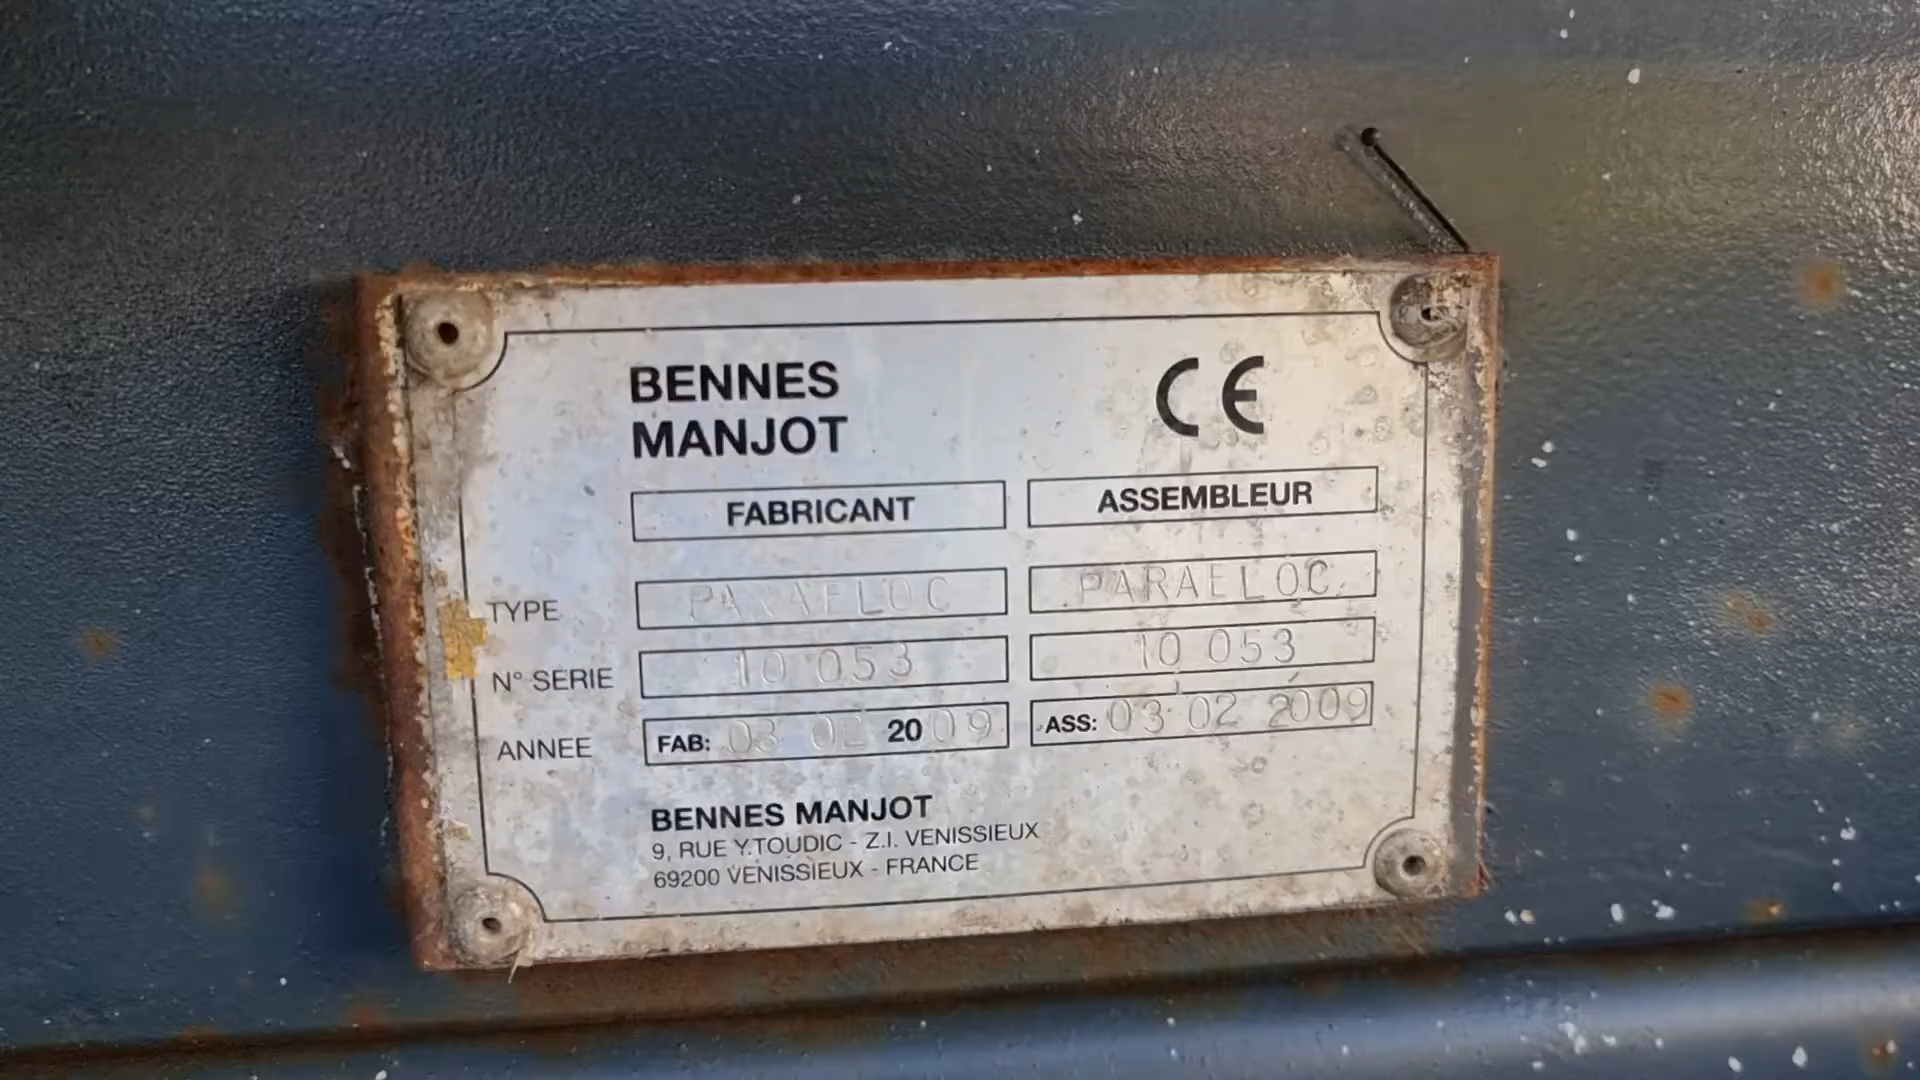 BENNES
MANJOT
CE
FABRICANT ASSEMBLEUR
TYPE PARAELOC PARAELOC
N° SERIE 10 053 10 053
ANNEE FAB: 03 02 2009 ASS: 03 02 2009
BENNES MANJOT
9, RUE Y.TOUDIC - Z.I. VENISSIEUX
69200 VENISSIEUX - FRANCE